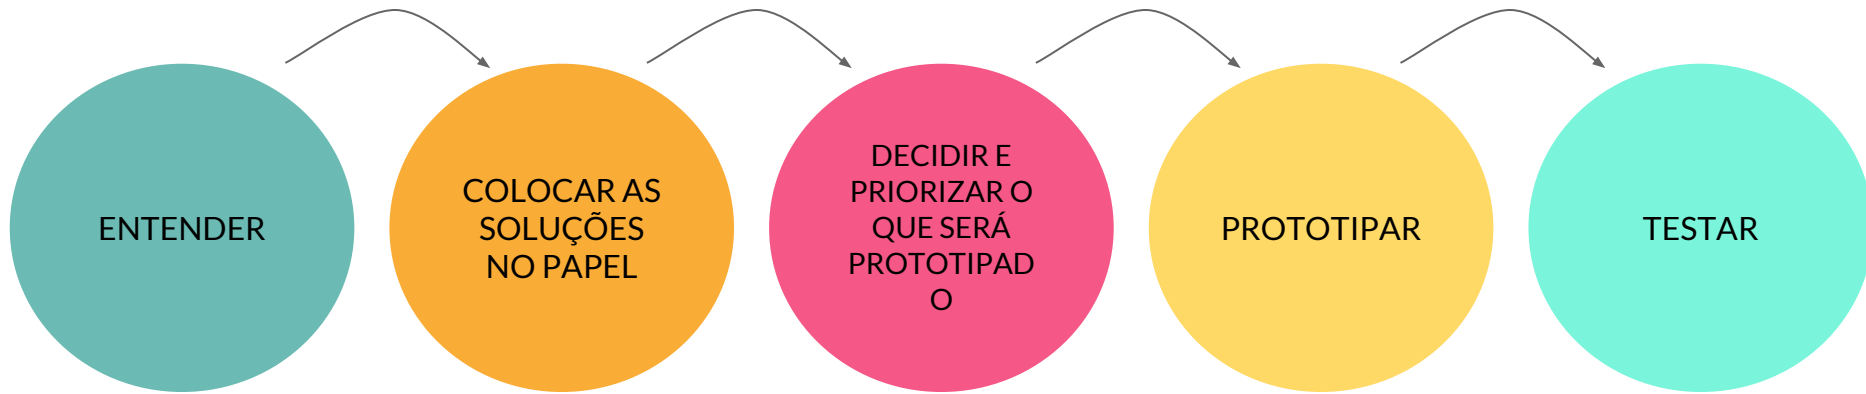 ENTENDER
COLOCAR AS
SOLUÇÕES
NO PAPEL
DECIDIR E
PRIORIZAR O
QUE SERÁ
PROTOTIPAD
O
PROTOTIPAR
TESTAR